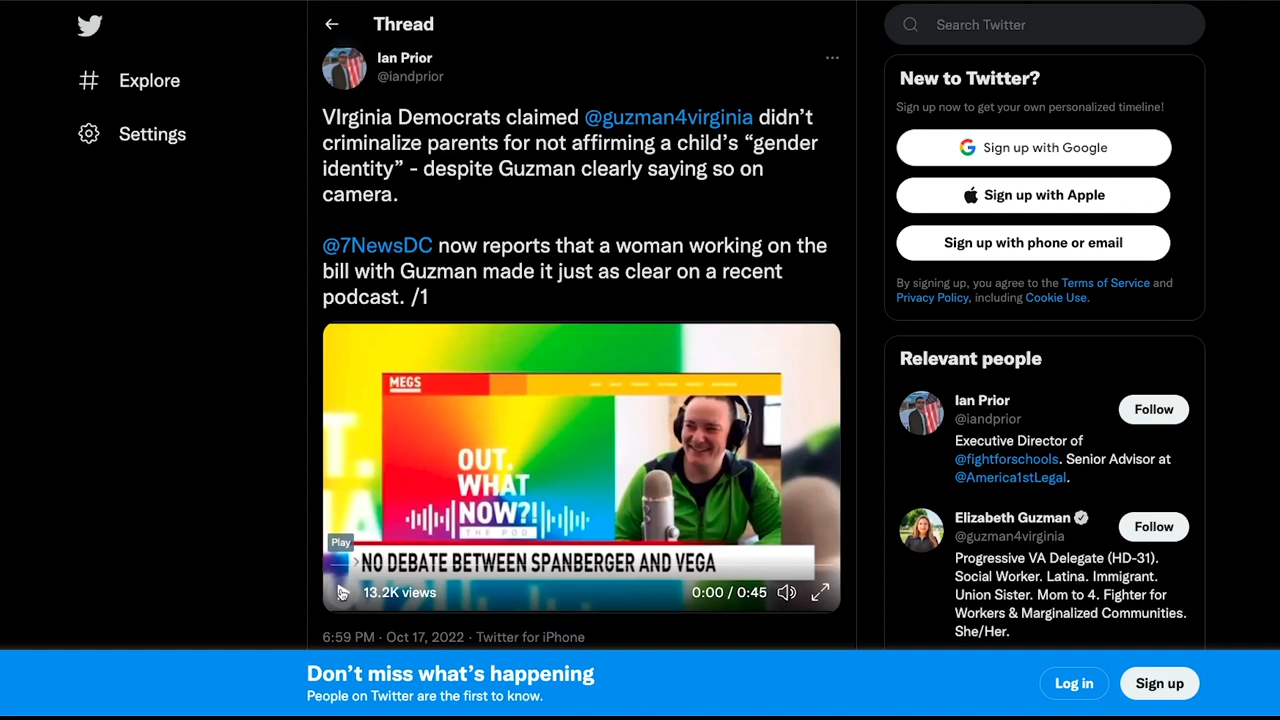 Explore
Settings
Thread
Ian Prior
@iandprior
VIrginia Democrats claimed @guzman4virginia didn’t
criminalize parents for not affirming a child’s “gender
identity” - despite Guzman clearly saying so on
camera.
@7NewsDC now reports that a woman working on the
bill with Guzman made it just as clear on a recent
podcast. /1
MEGS
OUT.
WHAT
NOW?!
THE POD
Play
NO DEBATE BETWEEN SPANBERGER AND VEGA
13.2K views
0:00 / 0:45
6:59 PM · Oct 17, 2022 · Twitter for iPhone
Search Twitter
New to Twitter?
Sign up now to get your own personalized timeline!
Sign up with Google
Sign up with Apple
Sign up with phone or email
By signing up, you agree to the Terms of Service and
Privacy Policy, including Cookie Use.
Relevant people
Ian Prior
@iandprior
Follow
Executive Director of
@fightforschools. Senior Advisor at
@America1stLegal.
Elizabeth Guzman
@guzman4virginia
Follow
Progressive VA Delegate (HD-31).
Social Worker. Latina. Immigrant.
Union Sister. Mom to 4. Fighter for
Workers & Marginalized Communities.
She/Her.
Don’t miss what’s happening
People on Twitter are the first to know.
Log in
Sign up